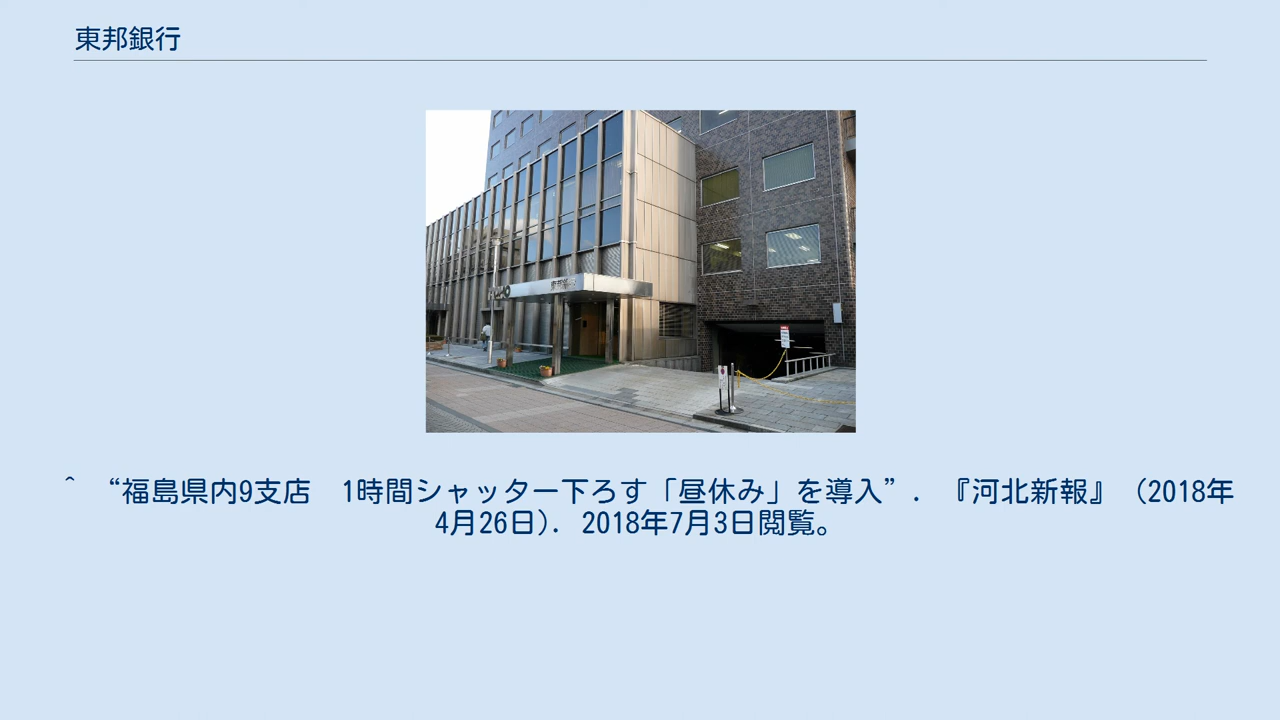 東邦銀行
^ “福島県内9支店　1時間シャッター下ろす「昼休み」を導入”. 『河北新報』 (2018年
4月26日). 2018年7月3日閲覧。